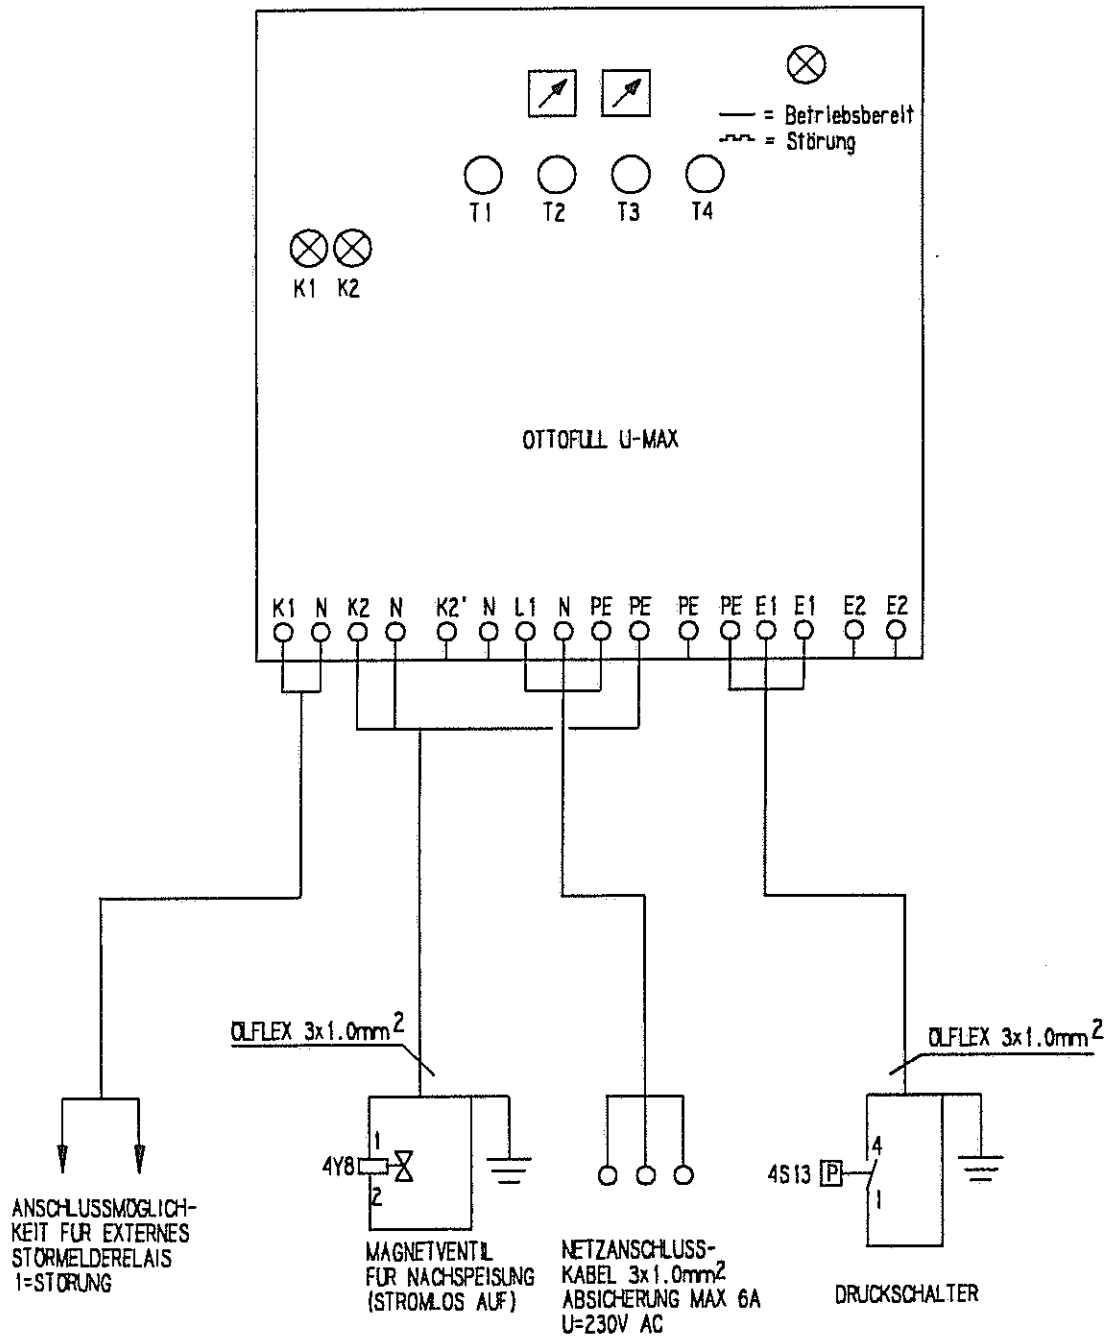 — = Betriebsbereit
= Störung
T1 T2 T3 T4
K1 K2
OTTOFULL U-MAX
K1 N K2 N K2' N L1 N PE PE PE PE E1 E1 E2 E2
ÖLFLEX 3x1.0mm²
ÖLFLEX 3x1.0mm²
1
4Y8
2
4
4S13 P
1
ANSCHLUSSMÖGLICH-
KEIT FÜR EXTERNES
STÖRMELDERELAIS
1=STÖRUNG
MAGNETVENTIL
FÜR NACHSPEISUNG
(STROMLOS AUF)
NETZANSCHLUSS-
KABEL 3x1.0mm²
ABSICHERUNG MAX 6A
U=230V AC
DRUCKSCHALTER